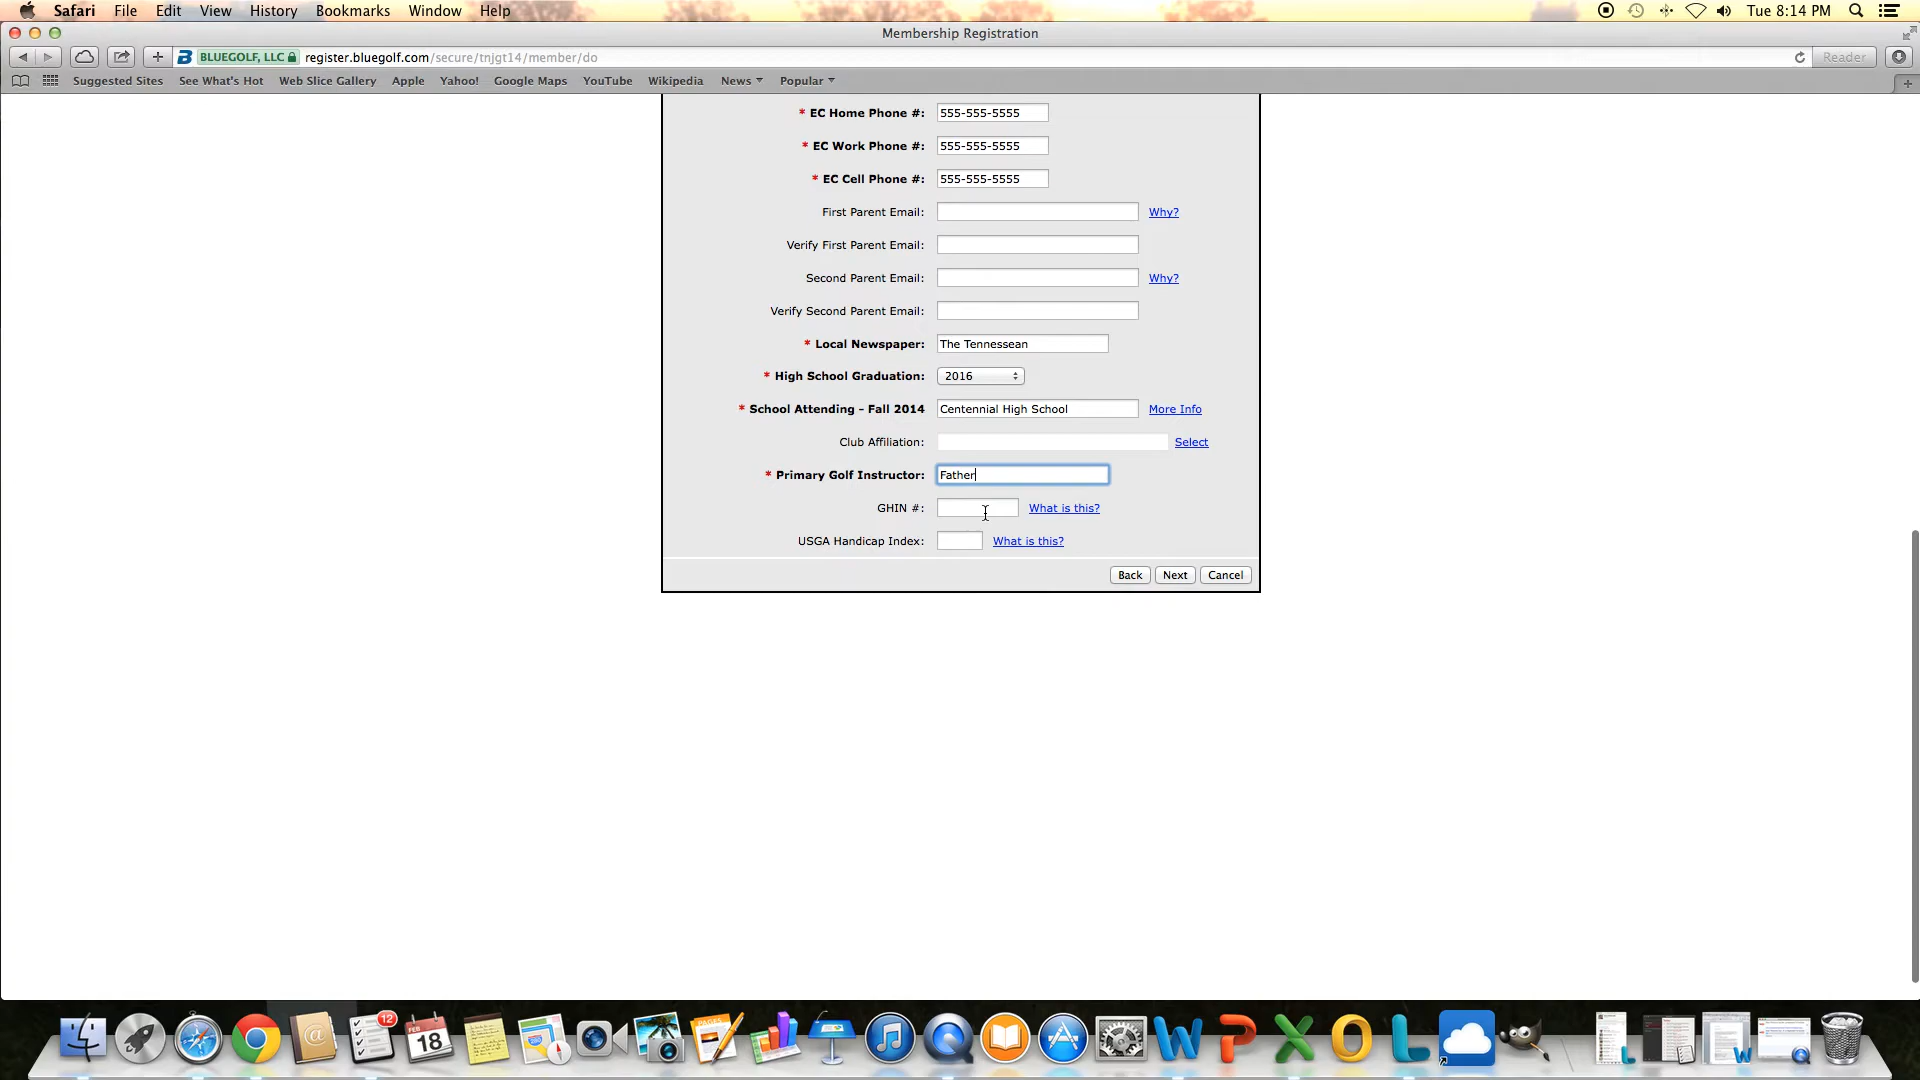 Safari File Edit View History Bookmarks Window Help Tue 8:14 PM
Membership Registration
BLUEGOLF, LLC register.bluegolf.com/secure/tnjgt14/member/do Reader
Suggested Sites See What's Hot Web Slice Gallery Apple Yahoo! Google Maps YouTube Wikipedia News Popular
* EC Home Phone #: 555-555-5555
* EC Work Phone #: 555-555-5555
* EC Cell Phone #: 555-555-5555
First Parent Email: Why?
Verify First Parent Email:
Second Parent Email: Why?
Verify Second Parent Email:
* Local Newspaper: The Tennessean
* High School Graduation: 2016
* School Attending - Fall 2014 Centennial High School More Info
Club Affiliation: Select
* Primary Golf Instructor: Father
GHIN #: What is this?
USGA Handicap Index: What is this?
Back Next Cancel
12
FEB
18